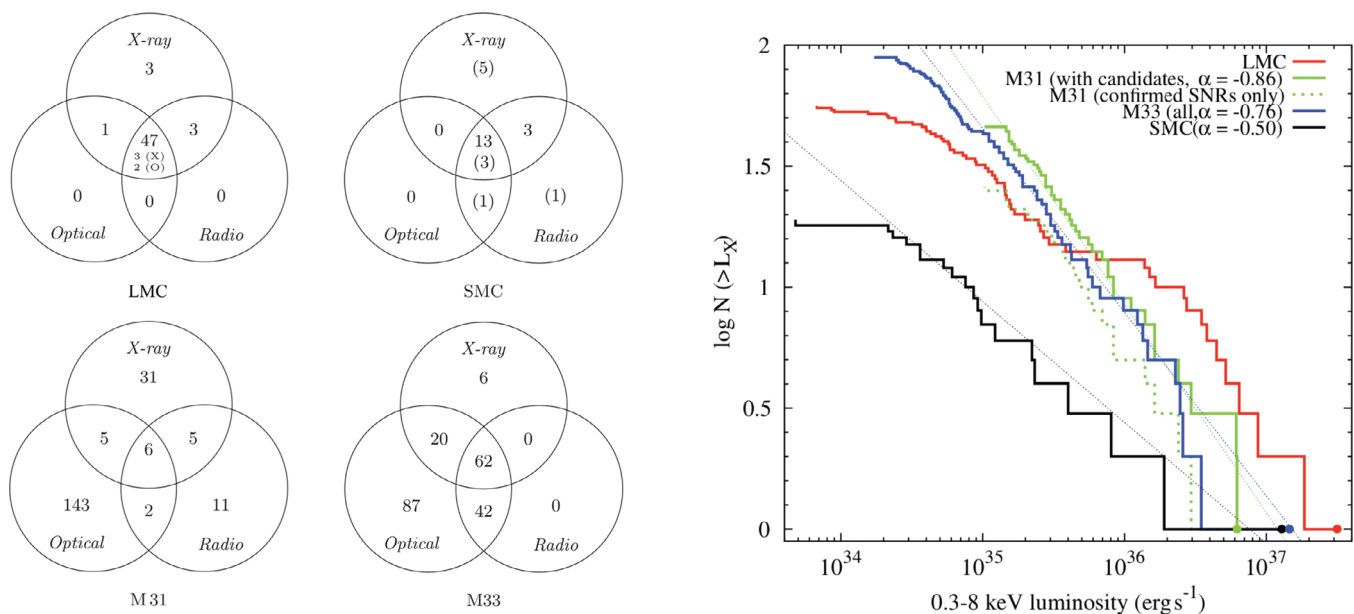 X-ray
3
1
47
3
3 (X)
2 (O)
0
0
0
Optical
Radio
LMC
X-ray
(5)
0
13
3
(3)
0
(1)
(1)
Optical
Radio
SMC
X-ray
31
5
6
5
143
2
11
Optical
Radio
M 31
X-ray
6
20
62
0
87
42
0
Optical
Radio
M33
LMC
M31 (with candidates, α = -0.86)
M31 (confirmed SNRs only)
M33 (all,α = -0.76)
SMC(α = -0.50)
log N (>L_X)
2
1.5
1
0.5
0
10^34
10^35
10^36
10^37
0.3-8 keV luminosity (erg s^-1)